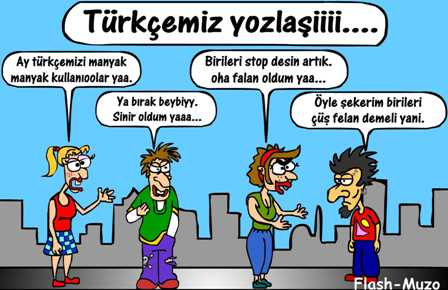 Türkçemiz yozlaşiiii....
Ay türkçemizi manyak
manyak kullanıoolar yaa.
Ya bırak beybiyy.
Sinir oldum yaaa...
Birileri stop desin artık.
oha falan oldum yaa...
Öyle şekerim birileri
çüş felan demeli yani.
Flash-Muzo